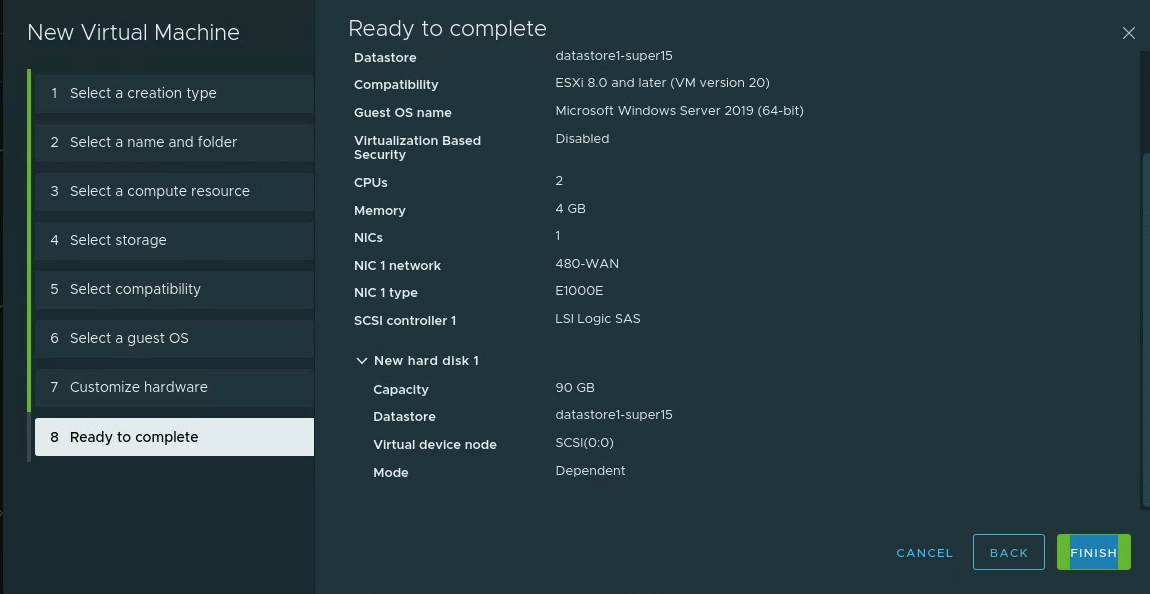 New Virtual Machine
1 Select a creation type
2 Select a name and folder
3 Select a compute resource
4 Select storage
5 Select compatibility
6 Select a guest OS
7 Customize hardware
8 Ready to complete
Ready to complete
Datastore datastore1-super15
Compatibility ESXi 8.0 and later (VM version 20)
Guest OS name Microsoft Windows Server 2019 (64-bit)
Virtualization Based Disabled
Security
CPUs 2
Memory 4 GB
NICs 1
NIC 1 network 480-WAN
NIC 1 type E1000E
SCSI controller 1 LSI Logic SAS
New hard disk 1
Capacity 90 GB
Datastore datastore1-super15
Virtual device node SCSI(0:0)
Mode Dependent
CANCEL BACK FINISH